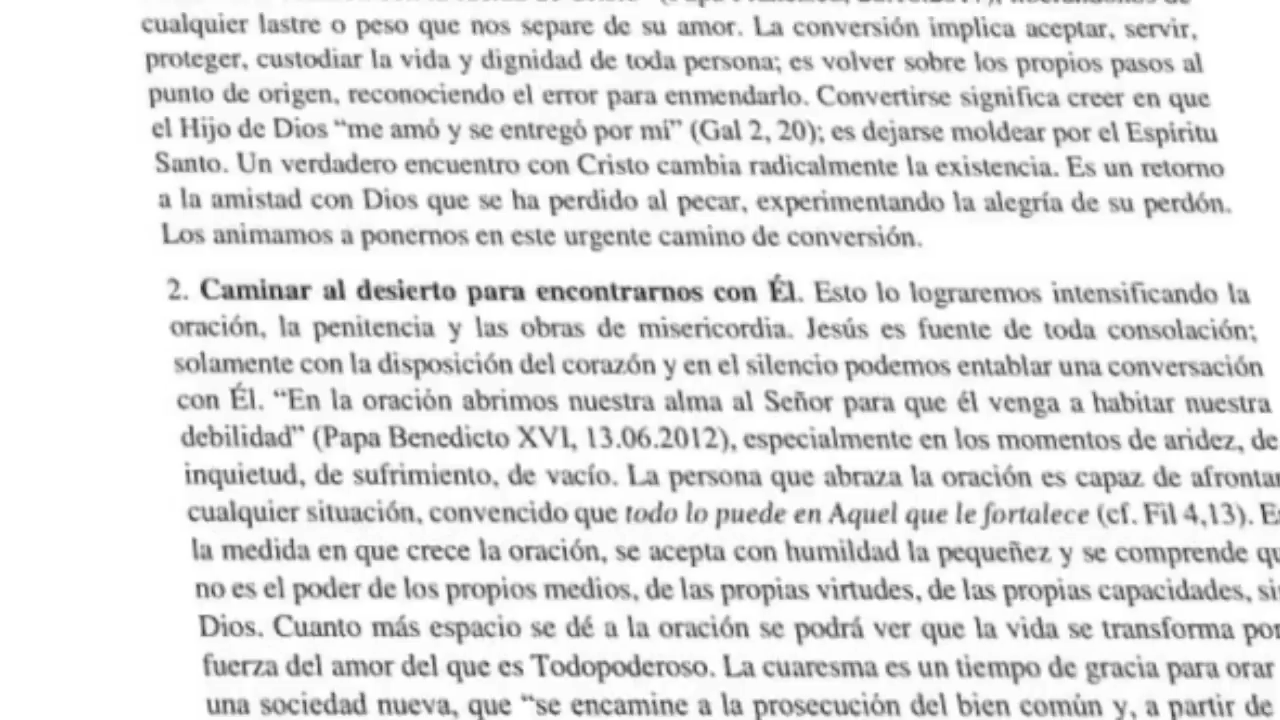 cualquier lastre o peso que nos separe de su amor. La conversión implica aceptar, servir,
proteger, custodiar la vida y dignidad de toda persona; es volver sobre los propios pasos al
punto de origen, reconociendo el error para enmendarlo. Convertirse significa creer en que
el Hijo de Dios “me amó y se entregó por mí” (Gal 2, 20); es dejarse moldear por el Espíritu
Santo. Un verdadero encuentro con Cristo cambia radicalmente la existencia. Es un retorno
a la amistad con Dios que se ha perdido al pecar, experimentando la alegría de su perdón.
Los animamos a ponernos en este urgente camino de conversión.
2. Caminar al desierto para encontrarnos con Él. Esto lo lograremos intensificando la
oración, la penitencia y las obras de misericordia. Jesús es fuente de toda consolación;
solamente con la disposición del corazón y en el silencio podemos entablar una conversación
con Él. “En la oración abrimos nuestra alma al Señor para que él venga a habitar nuestra
debilidad” (Papa Benedicto XVI, 13.06.2012), especialmente en los momentos de aridez, de
inquietud, de sufrimiento, de vacío. La persona que abraza la oración es capaz de afrontar
cualquier situación, convencido que todo lo puede en Aquel que le fortalece (cf. Fil 4,13).
la medida en que crece la oración, se acepta con humildad la pequeñez y se comprende
no es el poder de los propios medios, de las propias virtudes, de las propias capacidades,
Dios. Cuanto más espacio se dé a la oración se podrá ver que la vida se transforma por
fuerza del amor del que es Todopoderoso. La cuaresma es un tiempo de gracia para orar
una sociedad nueva, que “se encamine a la prosecución del bien común y, a partir de